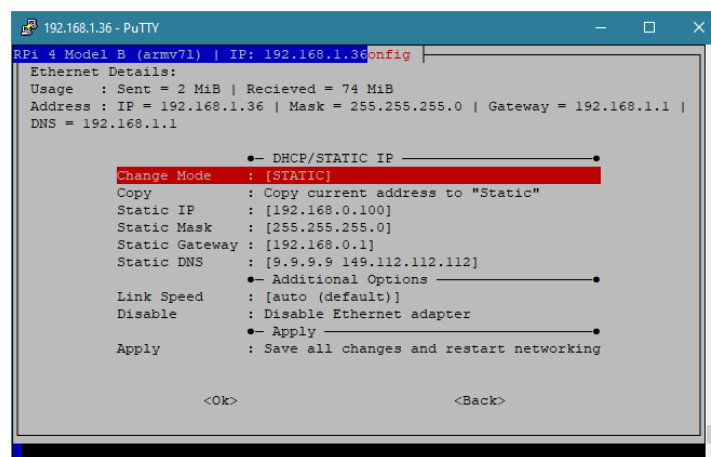 192.168.1.36 - PuTTY
RPi 4 Model B (armv7l) | IP: 192.168.1.36onfig
Ethernet Details:
Usage : Sent = 2 MiB | Recieved = 74 MiB
Address : IP = 192.168.1.36 | Mask = 255.255.255.0 | Gateway = 192.168.1.1 |
DNS = 192.168.1.1
●─ DHCP/STATIC IP ─●
Change Mode : [STATIC]
Copy : Copy current address to "Static"
Static IP : [192.168.0.100]
Static Mask : [255.255.255.0]
Static Gateway : [192.168.0.1]
Static DNS : [9.9.9.9 149.112.112.112]
●─ Additional Options ─●
Link Speed : [auto (default)]
Disable : Disable Ethernet adapter
●─ Apply ─●
Apply : Save all changes and restart networking
<Ok> <Back>